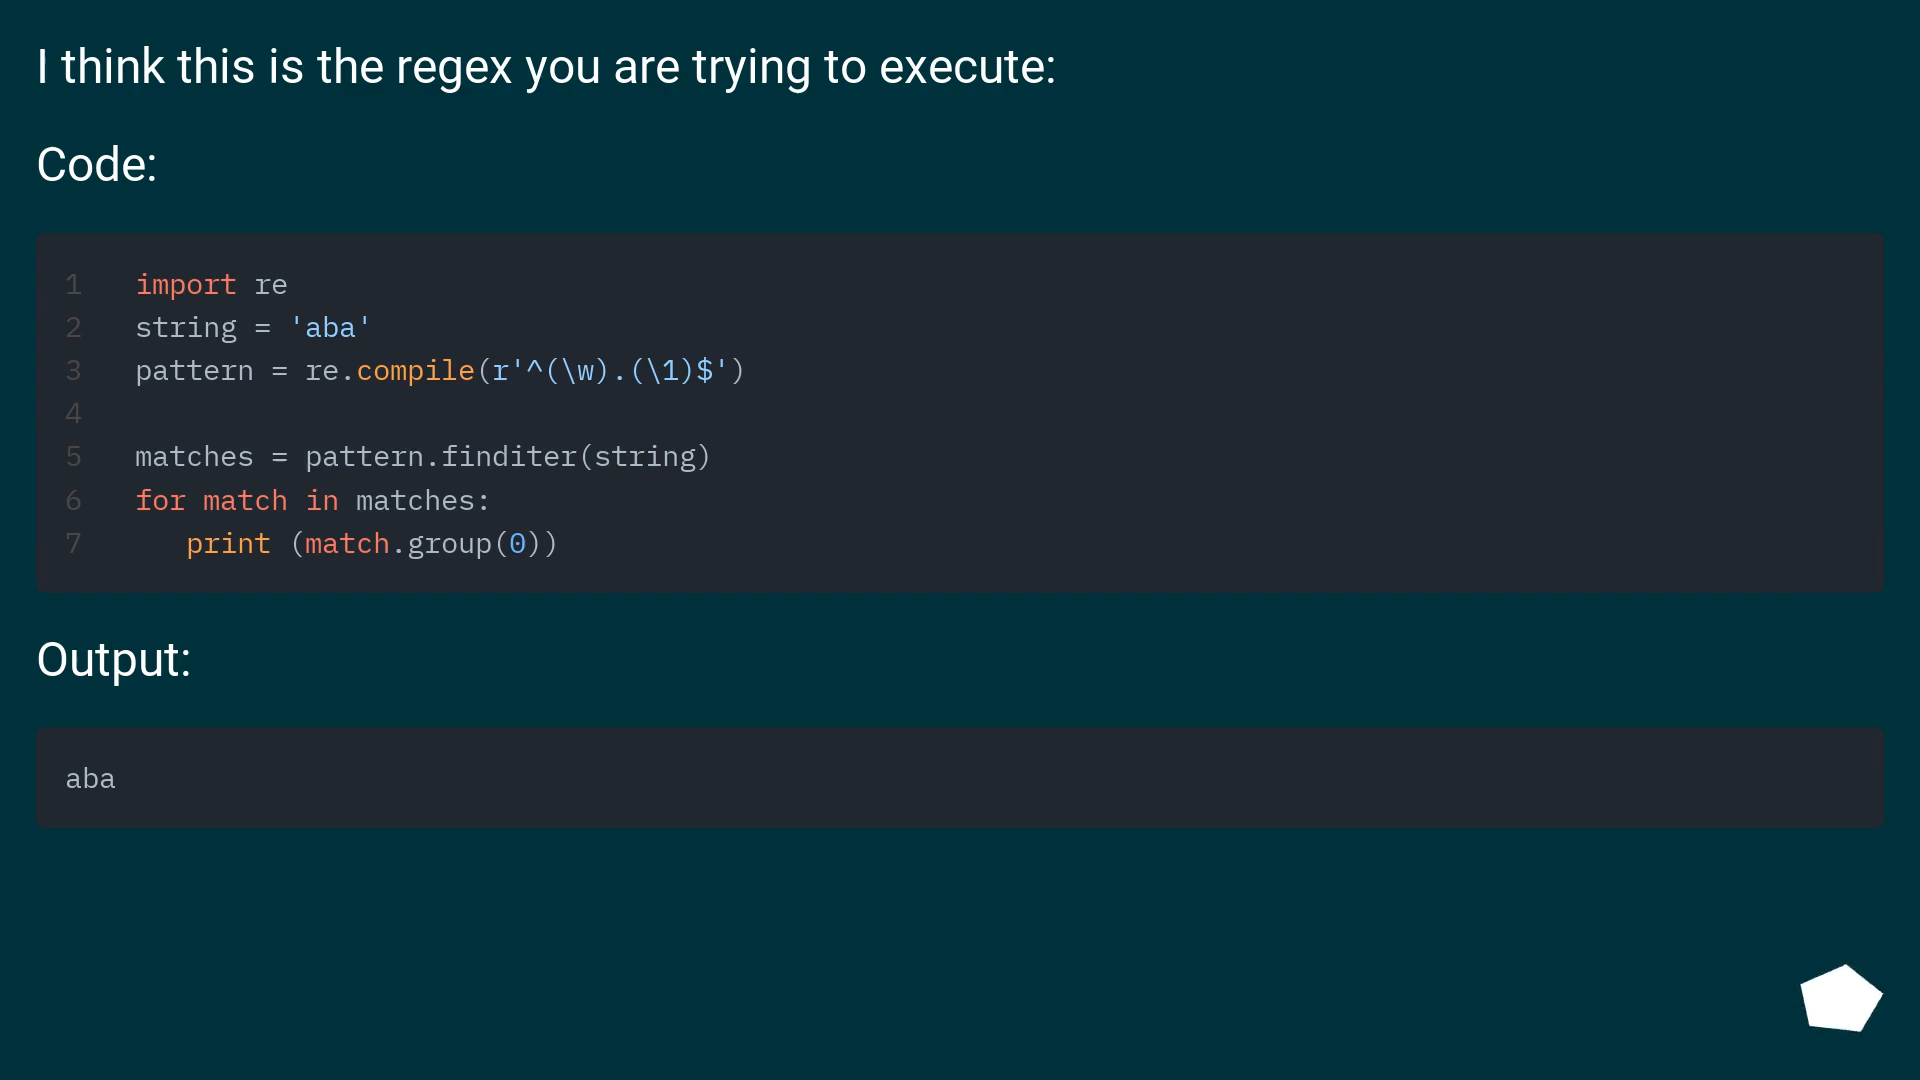 I think this is the regex you are trying to execute:
Code:
1 import re
2 string = 'aba'
3 pattern = re.compile(r'^(\w).(\1)$')
4
5 matches = pattern.finditer(string)
6 for match in matches:
7    print (match.group(0))
Output:
aba